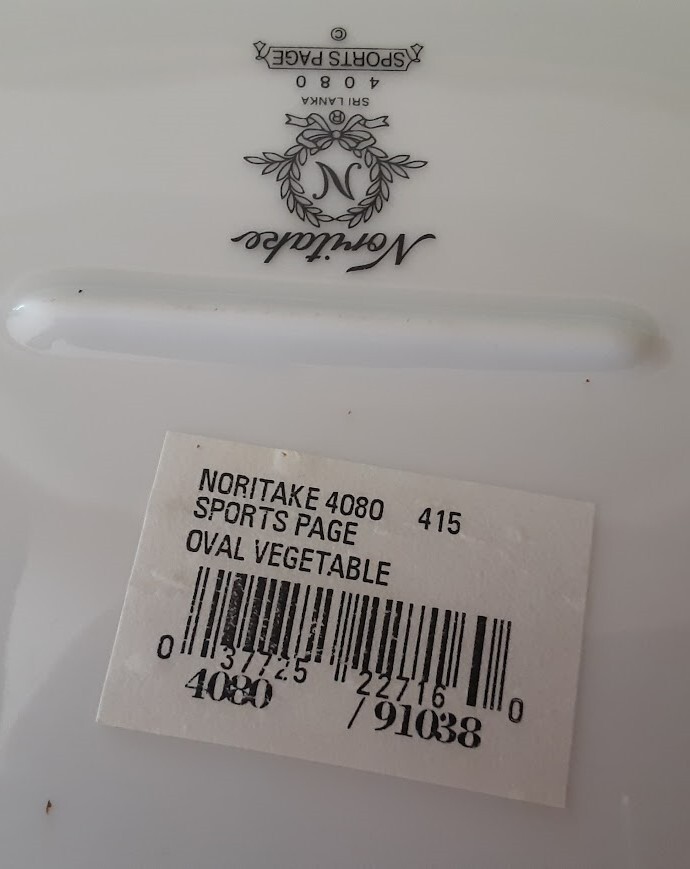 Noritake
N
®
SRI LANKA
4080
SPORTS PAGE
©
NORITAKE 4080 415
SPORTS PAGE
OVAL VEGETABLE
0 37725 22716 0
4080 / 91038